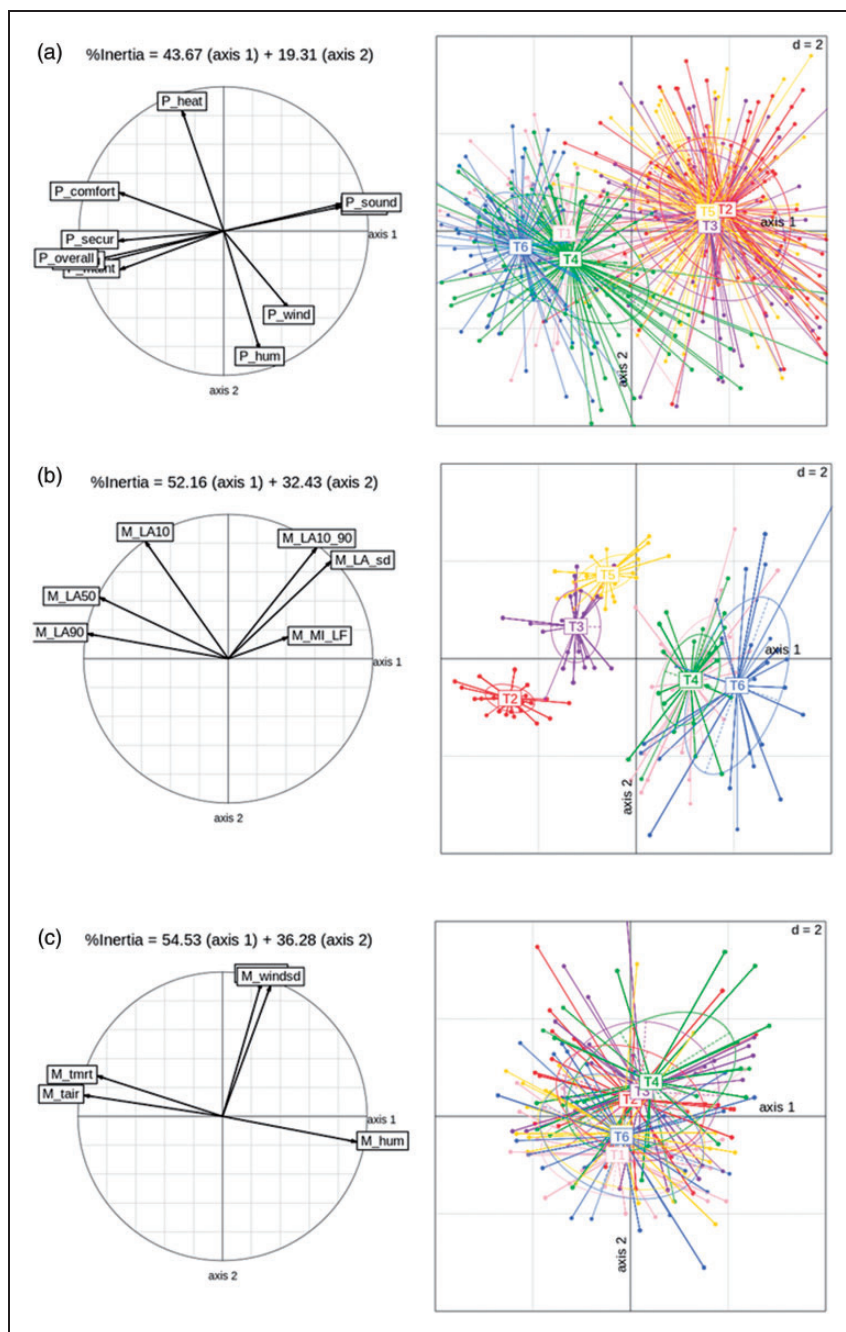 (a)
%Inertia = 43.67 (axis 1) + 19.31 (axis 2)
P_heat
P_comfort
P_sound
P_secur
axis 1
P_overall
P_wind
P_hum
axis 2
d = 2
T5
T2
T1
T3
axis 1
T6
T4
axis 2
(b)
%Inertia = 52.16 (axis 1) + 32.43 (axis 2)
M_LA10
M_LA10_90
M_LA_sd
M_LA50
M_LA90
M_MI_LF
axis 1
axis 2
d = 2
T5
T3
axis 1
T4
T6
T2
axis 2
(c)
%Inertia = 54.53 (axis 1) + 36.28 (axis 2)
M_windsd
M_tmrt
M_tair
axis 1
M_hum
axis 2
d = 2
T4
T3
T2
axis 1
T6
T1
axis 2